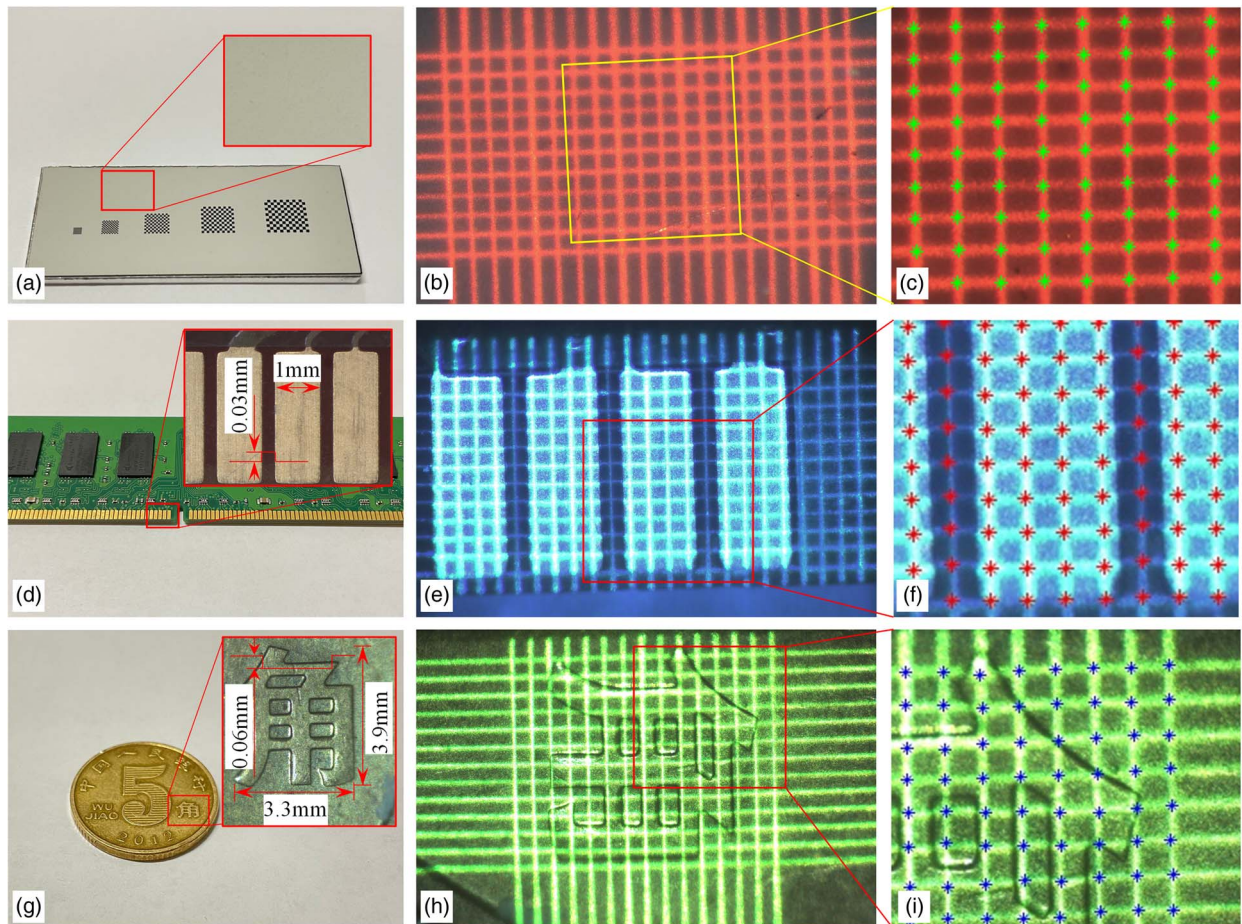 (a)
(b)
(c)
0.03mm
1mm
(d)
(e)
(f)
0.06mm
3.9mm
3.3mm
5
WU
JIAO
角
(g)
(h)
(i)